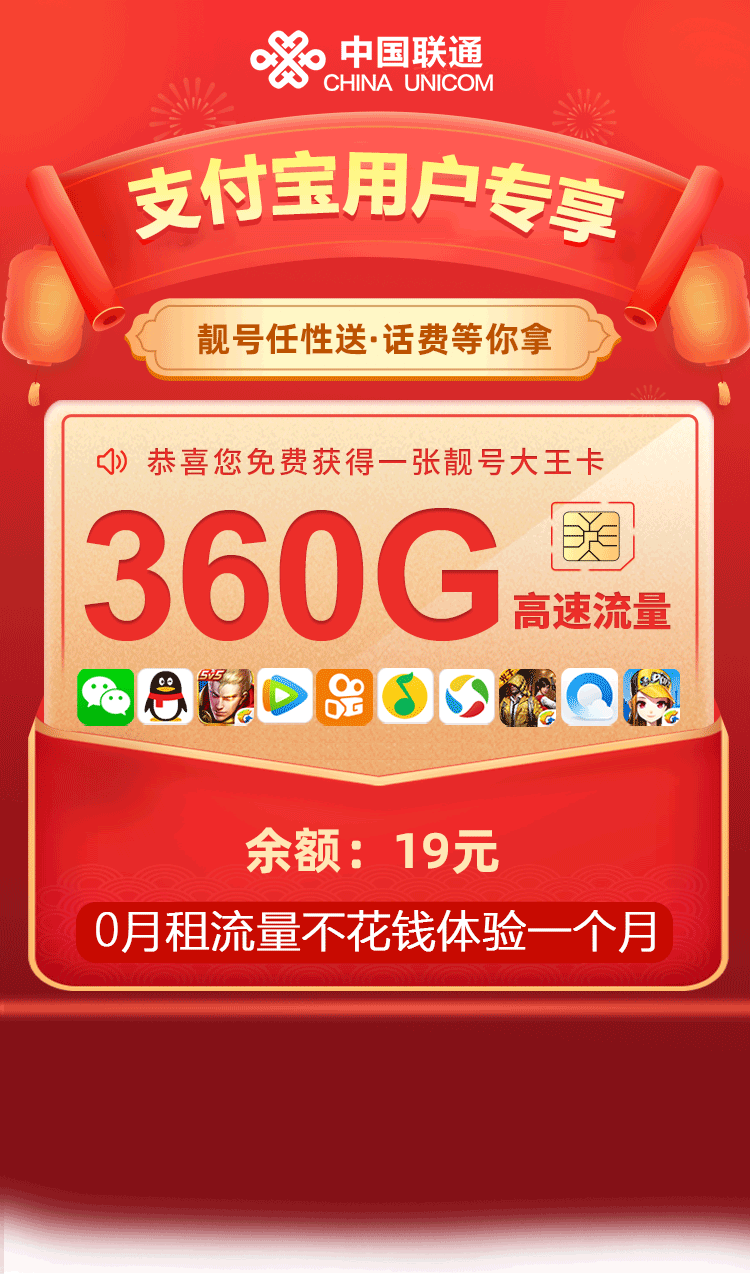 中国联通
CHINA UNICOM
支付宝用户专享
靓号任性送·话费等你拿
恭喜您免费获得一张靓号大王卡
360G
高速流量
5V5
余额：19元
0月租流量不花钱体验一个月